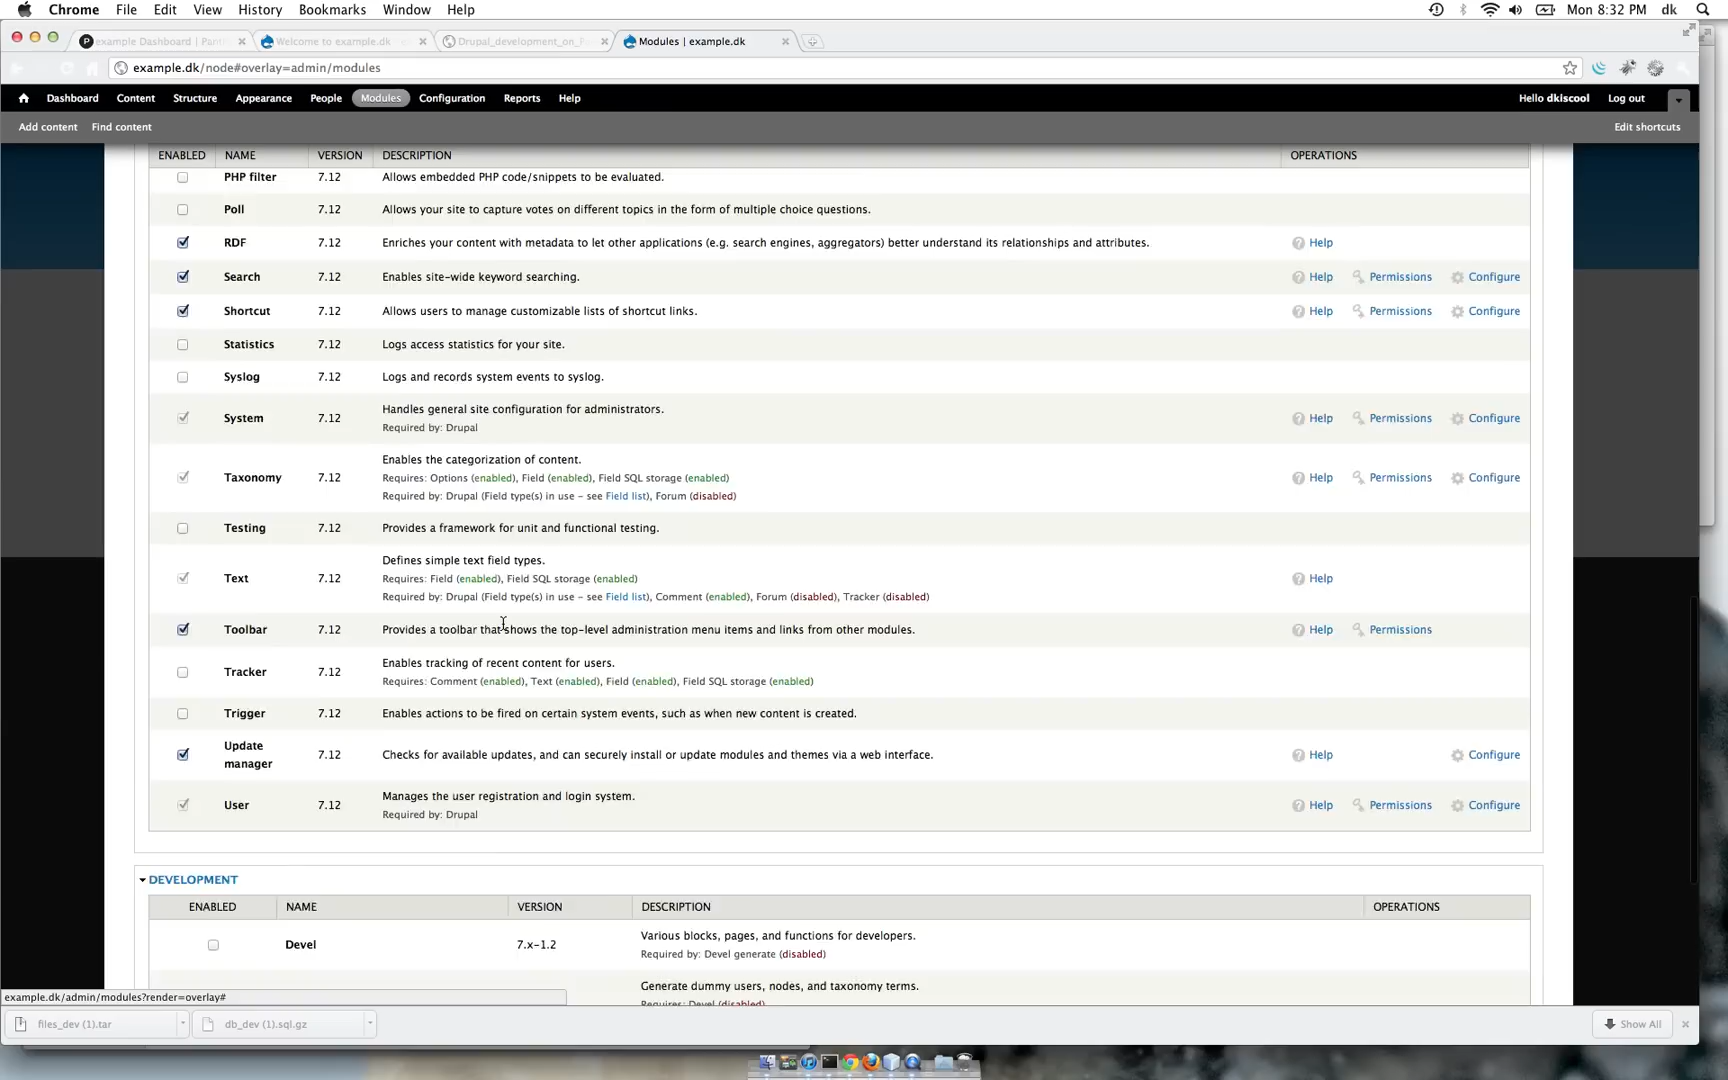 Chrome File Edit View History Bookmarks Window Help Mon 8:32 PM dk
P example Dashboard | Panth Welcome to example.dk Drupal_development_on_P Modules | example.dk
example.dk/node#overlay=admin/modules
Dashboard Content Structure Appearance People Modules Configuration Reports Help Hello dkiscool Log out
Add content Find content Edit shortcuts
ENABLED NAME VERSION DESCRIPTION OPERATIONS
PHP filter 7.12 Allows embedded PHP code/snippets to be evaluated.
Poll 7.12 Allows your site to capture votes on different topics in the form of multiple choice questions.
RDF 7.12 Enriches your content with metadata to let other applications (e.g. search engines, aggregators) better understand its relationships and attributes. Help
Search 7.12 Enables site-wide keyword searching. Help Permissions Configure
Shortcut 7.12 Allows users to manage customizable lists of shortcut links. Help Permissions Configure
Statistics 7.12 Logs access statistics for your site.
Syslog 7.12 Logs and records system events to syslog.
System 7.12 Handles general site configuration for administrators. Help Permissions Configure
Required by: Drupal
Enables the categorization of content.
Taxonomy 7.12 Requires: Options (enabled), Field (enabled), Field SQL storage (enabled) Help Permissions Configure
Required by: Drupal (Field type(s) in use - see Field list), Forum (disabled)
Testing 7.12 Provides a framework for unit and functional testing.
Defines simple text field types.
Text 7.12 Requires: Field (enabled), Field SQL storage (enabled) Help
Required by: Drupal (Field type(s) in use - see Field list), Comment (enabled), Forum (disabled), Tracker (disabled)
Toolbar 7.12 Provides a toolbar that shows the top-level administration menu items and links from other modules. Help Permissions
Tracker 7.12 Enables tracking of recent content for users.
Requires: Comment (enabled), Text (enabled), Field (enabled), Field SQL storage (enabled)
Trigger 7.12 Enables actions to be fired on certain system events, such as when new content is created.
Update manager 7.12 Checks for available updates, and can securely install or update modules and themes via a web interface. Help Configure
User 7.12 Manages the user registration and login system. Help Permissions Configure
Required by: Drupal
DEVELOPMENT
ENABLED NAME VERSION DESCRIPTION OPERATIONS
Devel 7.x-1.2 Various blocks, pages, and functions for developers.
Required by: Devel generate (disabled)
Generate dummy users, nodes, and taxonomy terms.
Requires: Devel (disabled)
example.dk/admin/modules?render=overlay#
files_dev (1).tar db_dev (1).sql.gz Show All